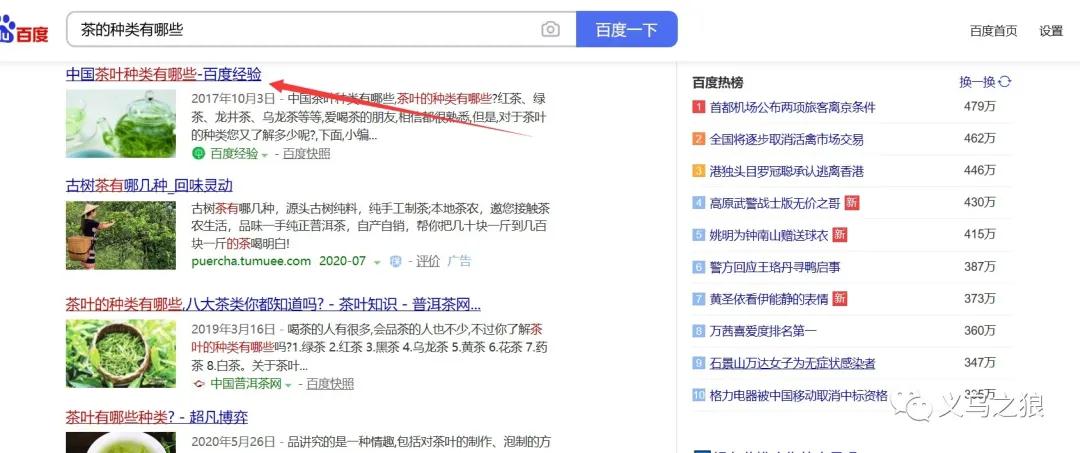 百度
茶的种类有哪些
百度一下
百度首页
设置
中国茶叶种类有哪些-百度经验
2017年10月3日 - 中国茶叶种类有哪些,茶叶的种类有哪些?红茶、绿
茶、龙井茶、乌龙茶等等,爱喝茶的朋友,相信都很熟悉,但是,对于茶叶
的种类您又了解多少呢?,下面,小编...
百度经验 - 百度快照
古树茶有哪几种_回味灵动
古树茶有哪几种，源头古树纯料，纯手工制茶;本地茶农，邀您接触茶
农生活，品味一手纯正普洱茶，自产自销，帮你把几十块一斤到几百
块一斤的茶喝明白!
puercha.tumuee.com 2020-07 - 评价 广告
茶叶的种类有哪些,八大茶类你都知道吗? - 茶叶知识 - 普洱茶网...
2019年3月16日 - 喝茶的人有很多,会品茶的人也不少,不过你了解茶
叶的种类有哪些吗?1.绿茶 2.红茶 3.黑茶 4.乌龙茶 5.黄茶 6.花茶 7.药
茶 8.白茶。关于茶叶...
中国普洱茶网 - 百度快照
茶叶有哪些种类? - 超凡博弈
2020年5月26日 - 品讲究的是一种情趣,包括对茶叶的制作、泡制的方
百度热榜
换一换
1 首都机场公布两项旅客离京条件 479万
2 全国将逐步取消活禽市场交易 462万
3 港独头目罗冠聪承认逃离香港 446万
4 高原武警战士版无价之哥 新 430万
5 姚明为钟南山赠送球衣 新 415万
6 警方回应王珞丹寻鸭启事 387万
7 黄圣依看伊能静的表情 新 373万
8 万茜喜爱度排名第一 360万
9 石景山万达女子为无症状感染者 347万
10 格力电器被中国移动取消中标资格
义乌之狼